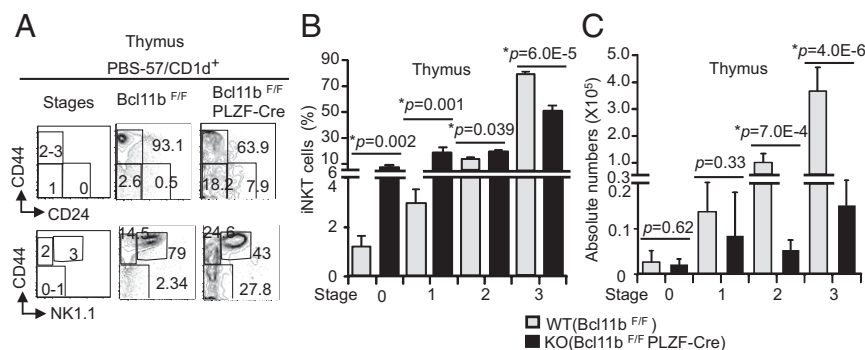 A
Thymus
PBS-57/CD1d+
Stages
Bcl11b F/F
Bcl11b F/F
PLZF-Cre
CD44
2-3
1
0
93.1
2.6
0.5
63.9
18.2
7.9
CD24
CD44
2
3
0-1
14.5
79
2.34
24.6
43
27.8
NK1.1
B
Thymus
iNKT cells (%)
90
70
50
30
10
6
4
2
0
*p=0.002
*p=0.001
*p=0.039
*p=6.0E-5
Stage
0
1
2
3
C
Thymus
Absolute numbers (X10⁵)
5.0
4.0
3.0
2.0
1.0
0.3
0.2
0.1
0
p=0.62
p=0.33
*p=7.0E-4
*p=4.0E-6
Stage
0
1
2
3
WT(Bcl11b F/F)
KO(Bcl11b F/F PLZF-Cre)